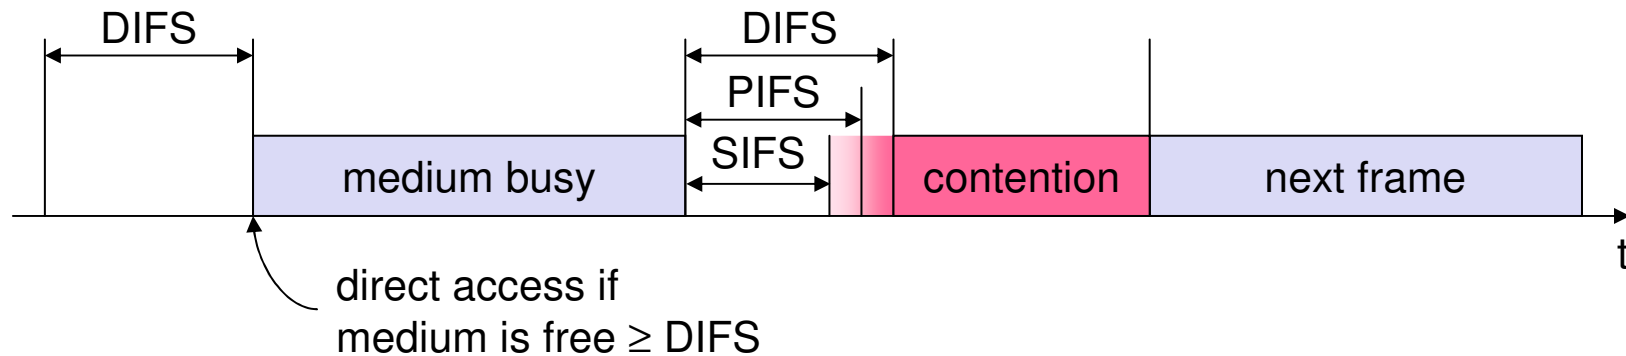 DIFS
DIFS
PIFS
SIFS
medium busy
contention
next frame
t
direct access if
medium is free ≥ DIFS